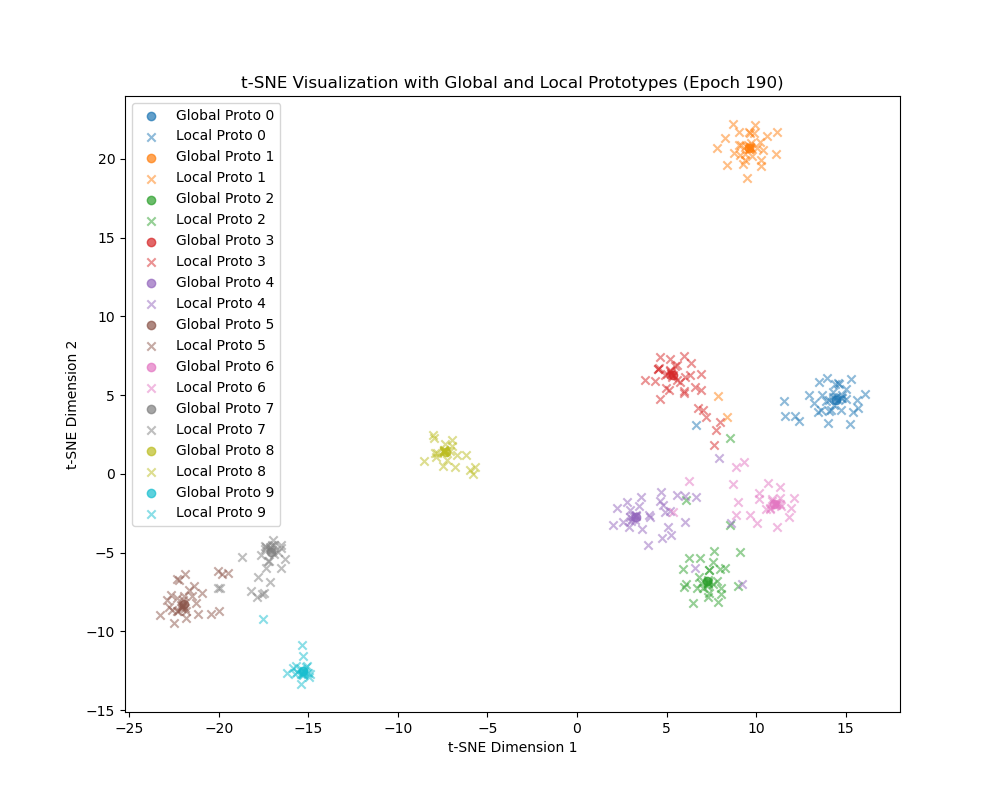 t-SNE Visualization with Global and Local Prototypes (Epoch 190)
Global Proto 0
Local Proto 0
Global Proto 1
Local Proto 1
Global Proto 2
Local Proto 2
Global Proto 3
Local Proto 3
Global Proto 4
Local Proto 4
Global Proto 5
Local Proto 5
Global Proto 6
Local Proto 6
Global Proto 7
Local Proto 7
Global Proto 8
Local Proto 8
Global Proto 9
Local Proto 9
t-SNE Dimension 2
20
15
10
5
0
−5
−10
−15
−25 −20 −15 −10 −5 0 5 10 15
t-SNE Dimension 1